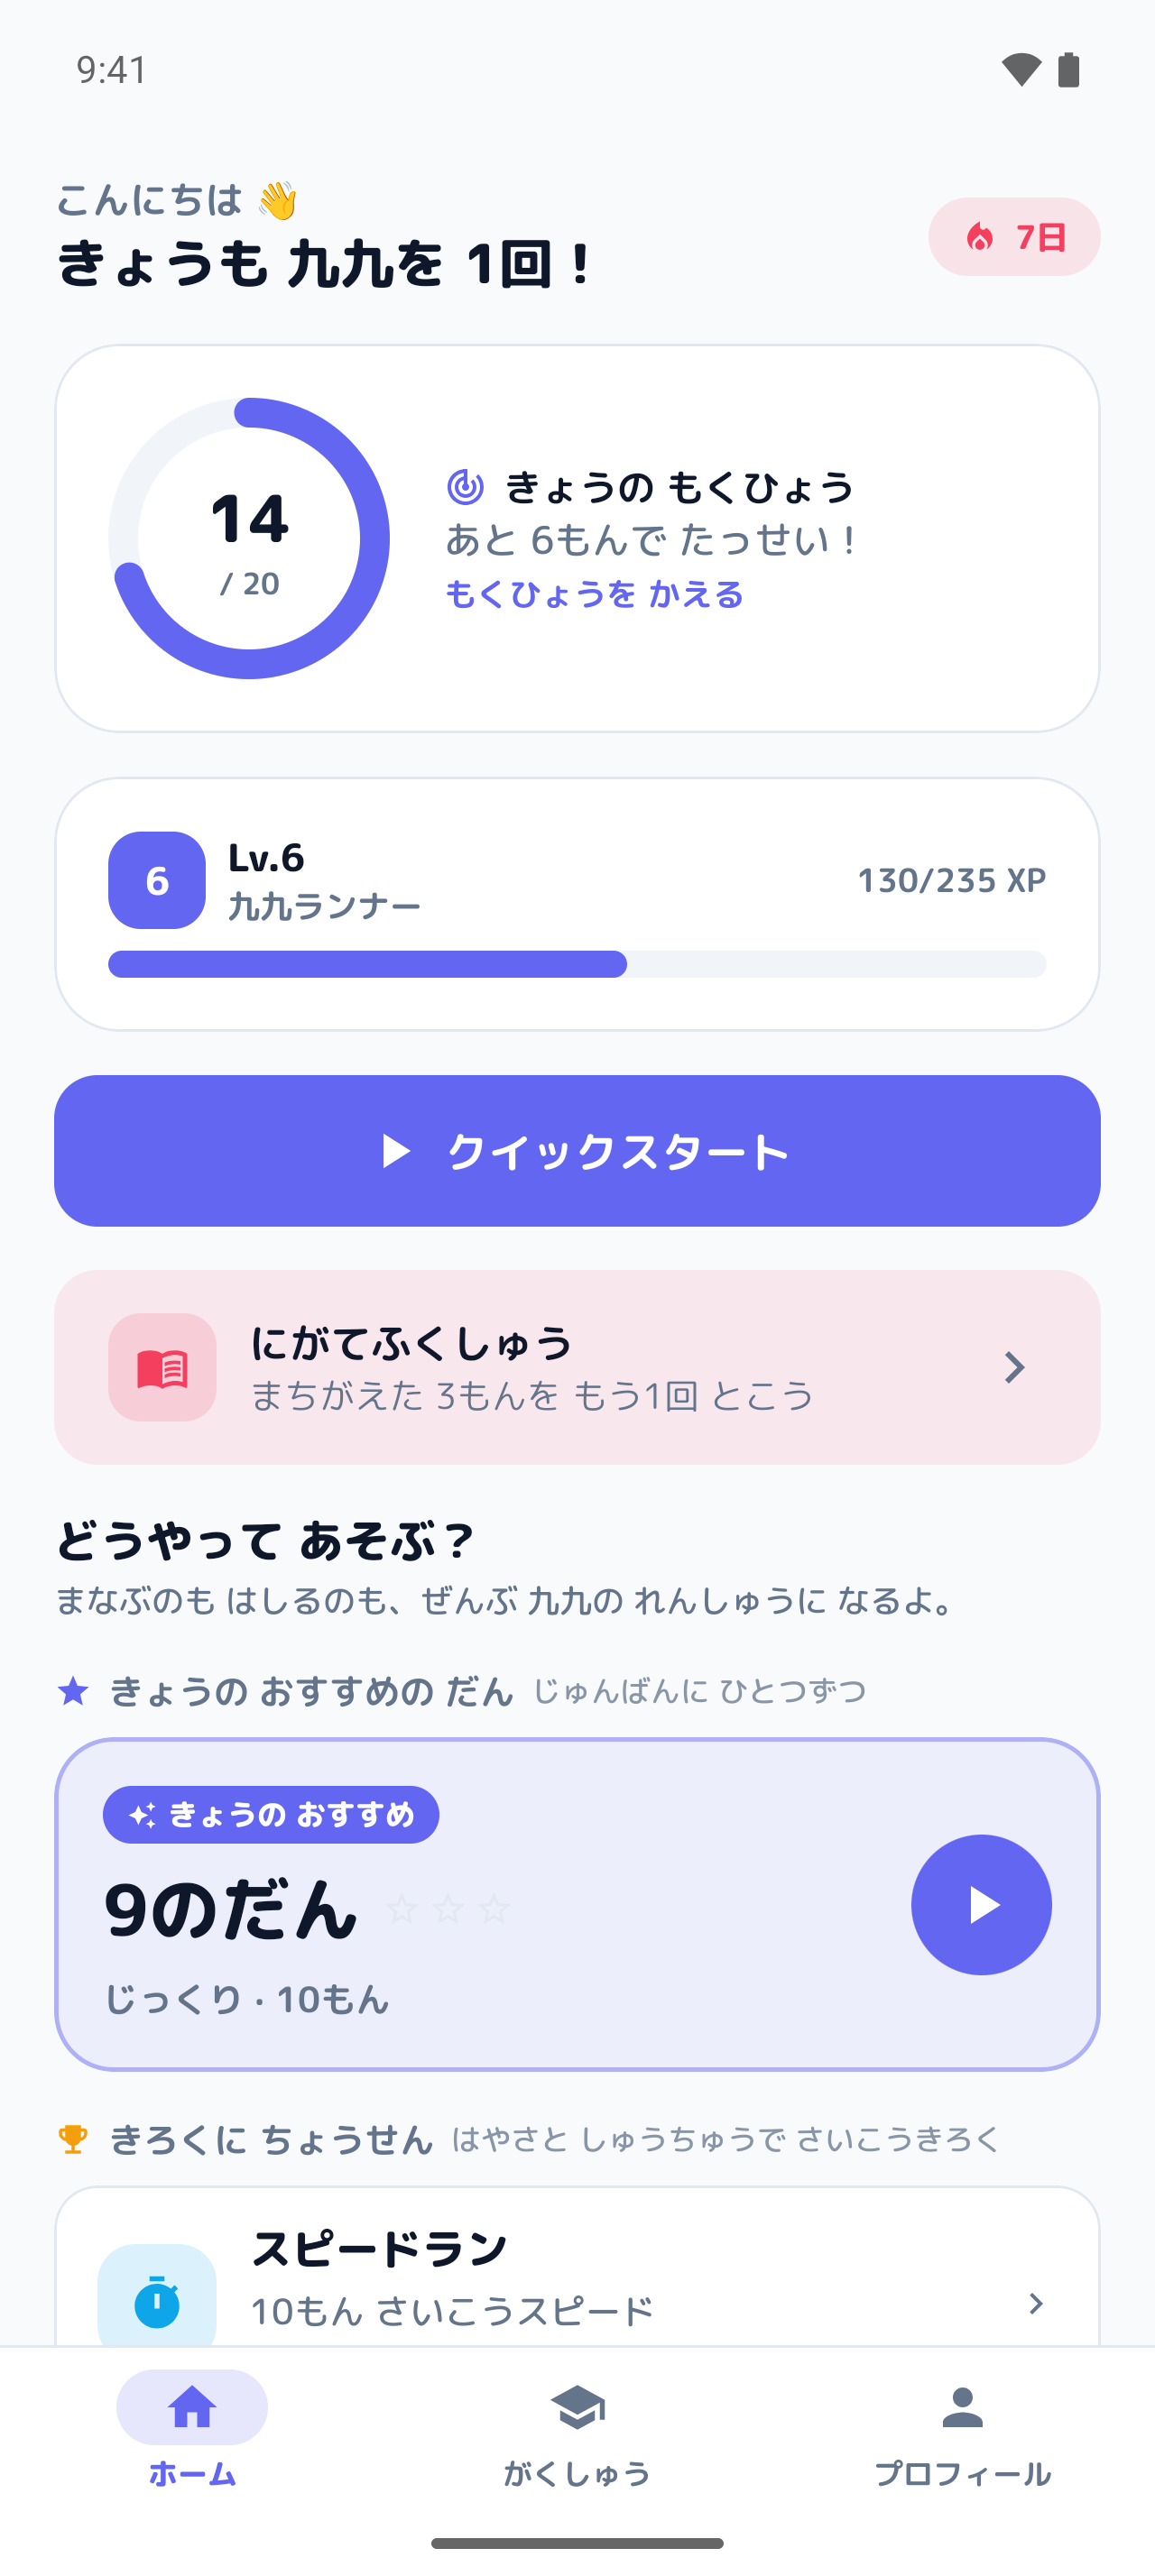 9:41
こんにちは 👋
きょうも 九九を 1回！
7日
14
/ 20
きょうの もくひょう
あと 6もんで たっせい！
もくひょうを かえる
6
Lv.6
九九ランナー
130/235 XP
クイックスタート
にがてふくしゅう
まちがえた 3もんを もう1回 とこう
どうやって あそぶ？
まなぶのも はしるのも、ぜんぶ 九九の れんしゅうに なるよ。
きょうの おすすめの だん じゅんばんに ひとつずつ
きょうの おすすめ
9のだん
じっくり · 10もん
きろくに ちょうせん はやさと しゅうちゅうで さいこうきろく
スピードラン
10もん さいこうスピード
ホーム
がくしゅう
プロフィール